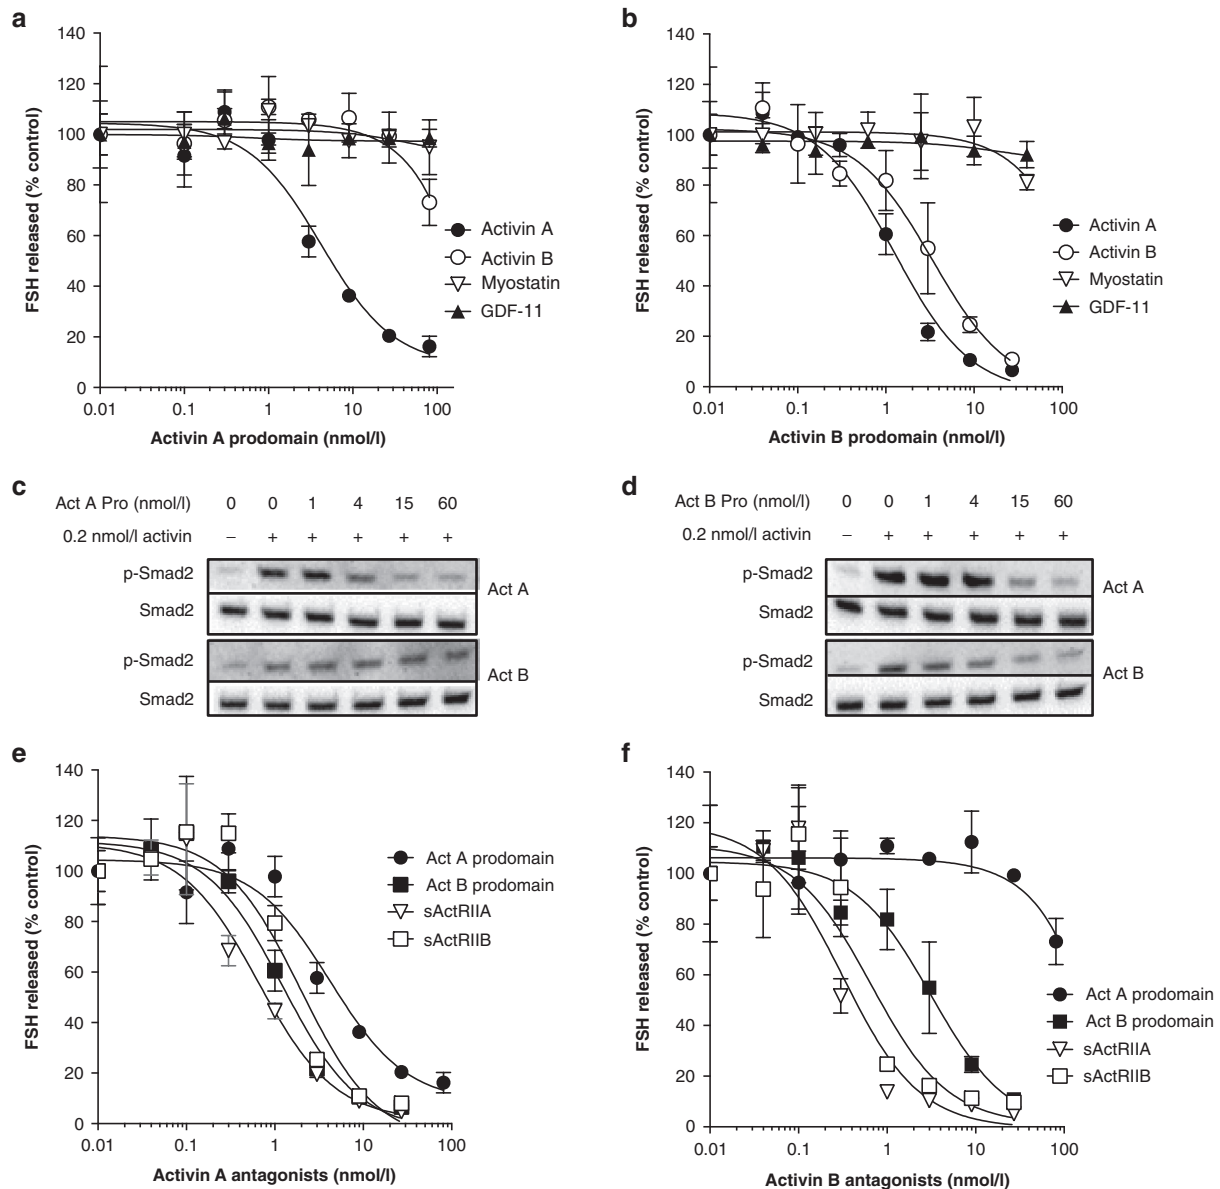 a
140
120
100
80
60
40
20
0
FSH released (% control)
0.01 0.1 1 10 100
Activin A prodomain (nmol/l)
Activin A
Activin B
Myostatin
GDF-11
b
140
120
100
80
60
40
20
0
FSH released (% control)
0.01 0.1 1 10 100
Activin B prodomain (nmol/l)
Activin A
Activin B
Myostatin
GDF-11
c
Act A Pro (nmol/l) 0 0 1 4 15 60
0.2 nmol/l activin – + + + + +
p-Smad2
Smad2
Act A
p-Smad2
Smad2
Act B
d
Act B Pro (nmol/l) 0 0 1 4 15 60
0.2 nmol/l activin – + + + + +
p-Smad2
Smad2
Act A
p-Smad2
Smad2
Act B
e
140
120
100
80
60
40
20
0
FSH released (% control)
0.01 0.1 1 10 100
Activin A antagonists (nmol/l)
Act A prodomain
Act B prodomain
sActRIIA
sActRIIB
f
140
120
100
80
60
40
20
0
FSH released (% control)
0.01 0.1 1 10 100
Activin B antagonists (nmol/l)
Act A prodomain
Act B prodomain
sActRIIA
sActRIIB